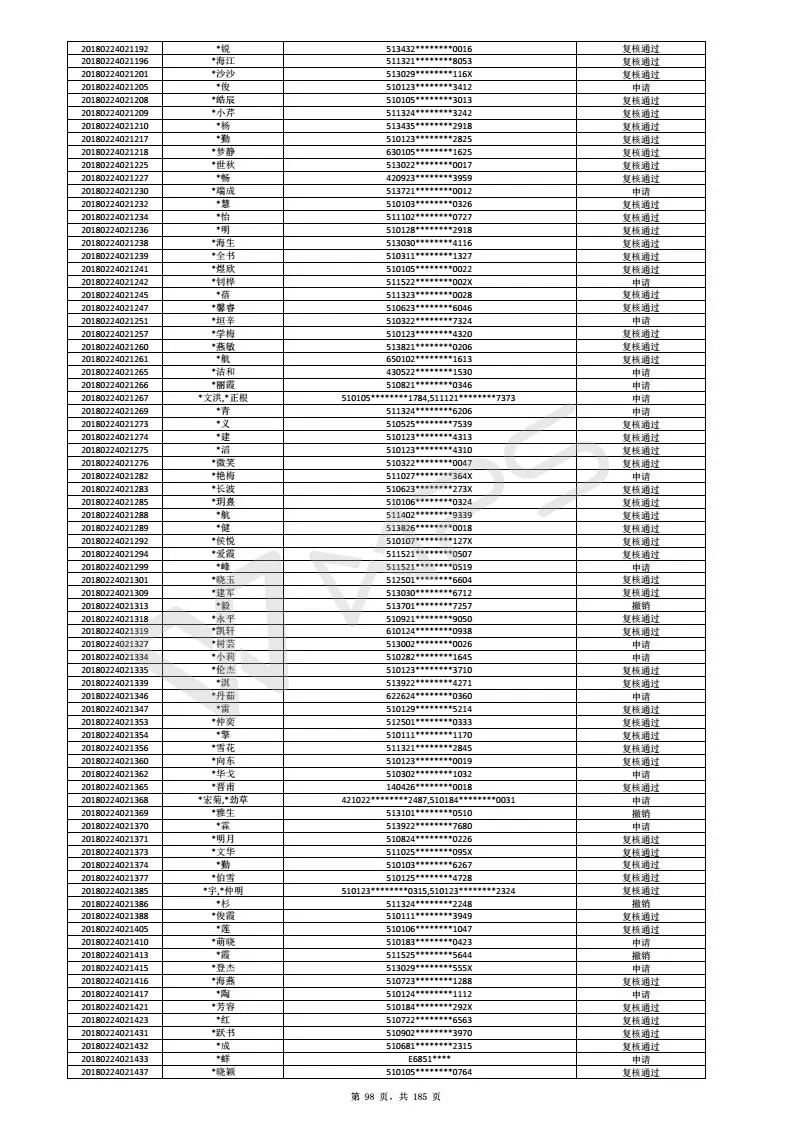 20180224021192 *锐 513432********0016 复核通过
20180224021196 *海江 511321********8053 复核通过
20180224021201 *沙沙 513029********116X 复核通过
20180224021205 *俊 510123********3412 申请
20180224021208 *皓辰 510105********3013 复核通过
20180224021209 *小芹 511324********3242 复核通过
20180224021210 *杨 513435********2918 复核通过
20180224021217 *勤 510123********2825 复核通过
20180224021218 *梦静 630105********1625 复核通过
20180224021225 *世秋 513022********0017 复核通过
20180224021227 *畅 420923********3959 复核通过
20180224021230 *端成 513721********0012 申请
20180224021232 *慧 510103********0326 复核通过
20180224021234 *怡 511102********0727 复核通过
20180224021236 *明 510128********2918 复核通过
20180224021238 *海生 513030********4116 复核通过
20180224021239 *全书 510311********1327 复核通过
20180224021241 *煜欣 510105********0022 复核通过
20180224021242 *钊桦 511522********002X 申请
20180224021245 *蓓 511323********0028 复核通过
20180224021247 *馨睿 510623********6046 复核通过
20180224021251 *垣辛 510322********7324 申请
20180224021257 *学梅 510123********4320 复核通过
20180224021260 *燕敏 513821********0206 复核通过
20180224021261 *航 650102********1613 复核通过
20180224021265 *洁和 430522********1530 申请
20180224021266 *丽霞 510821********0346 申请
20180224021267 *文洪,*正根 510105********1784,511121********7373 申请
20180224021269 *青 511324********6206 申请
20180224021273 *义 510525********7539 复核通过
20180224021274 *建 510123********4313 复核通过
20180224021275 *滔 510123********4310 复核通过
20180224021276 *微笑 510322********0047 复核通过
20180224021282 *艳梅 511027********364X 申请
20180224021283 *长波 510623********273X 复核通过
20180224021285 *玥熹 510106********0324 复核通过
20180224021288 *航 511402********9339 复核通过
20180224021289 *健 513826********0018 复核通过
20180224021292 *侯悦 510107********127X 复核通过
20180224021294 *爱霞 511521********0507 复核通过
20180224021299 *峰 511521********0519 申请
20180224021301 *晓玉 512501********6604 复核通过
20180224021309 *建军 513030********6712 复核通过
20180224021313 *毅 513701********7257 撤销
20180224021318 *永平 510921********9050 复核通过
20180224021319 *凯轩 610124********0938 复核通过
20180224021327 *树芸 513002********0026 申请
20180224021334 *小莉 510282********1645 申请
20180224021335 *伦杰 510123********3710 复核通过
20180224021339 *淇 513922********4271 复核通过
20180224021346 *丹茹 622624********0360 申请
20180224021347 *雷 510129********5214 复核通过
20180224021353 *仲奕 512501********0333 复核通过
20180224021354 *擎 510111********1170 复核通过
20180224021356 *雪花 511321********2845 复核通过
20180224021360 *向东 510123********0019 复核通过
20180224021362 *华戈 510302********1032 申请
20180224021365 *晋甫 140426********0018 复核通过
20180224021368 *宏菊,*劲草 421022********2487,510184********0031 申请
20180224021369 *雅生 513101********0510 撤销
20180224021370 *霖 513922********7680 申请
20180224021371 *明月 510824********0226 复核通过
20180224021373 *文华 511025********095X 复核通过
20180224021374 *勤 510103********6267 复核通过
20180224021377 *伯雪 510125********4728 复核通过
20180224021385 *宇,*仲明 510123********0315,510123********2324 复核通过
20180224021386 *杉 511324********2248 撤销
20180224021388 *俊霞 510111********3949 复核通过
20180224021405 *莲 510106********1047 复核通过
20180224021410 *萌晓 510183********0423 申请
20180224021413 *霞 511525********5644 撤销
20180224021415 *登杰 513029********555X 申请
20180224021416 *海燕 510723********1288 复核通过
20180224021417 *陶 510124********1112 申请
20180224021421 *芳容 510184********292X 复核通过
20180224021423 *红 510722********6563 复核通过
20180224021431 *跃书 510902********3970 复核通过
20180224021432 *成 510681********2315 复核通过
20180224021433 *鲜 E6851**** 申请
20180224021437 *晓颖 510105********0764 复核通过
第 98 页，共 185 页